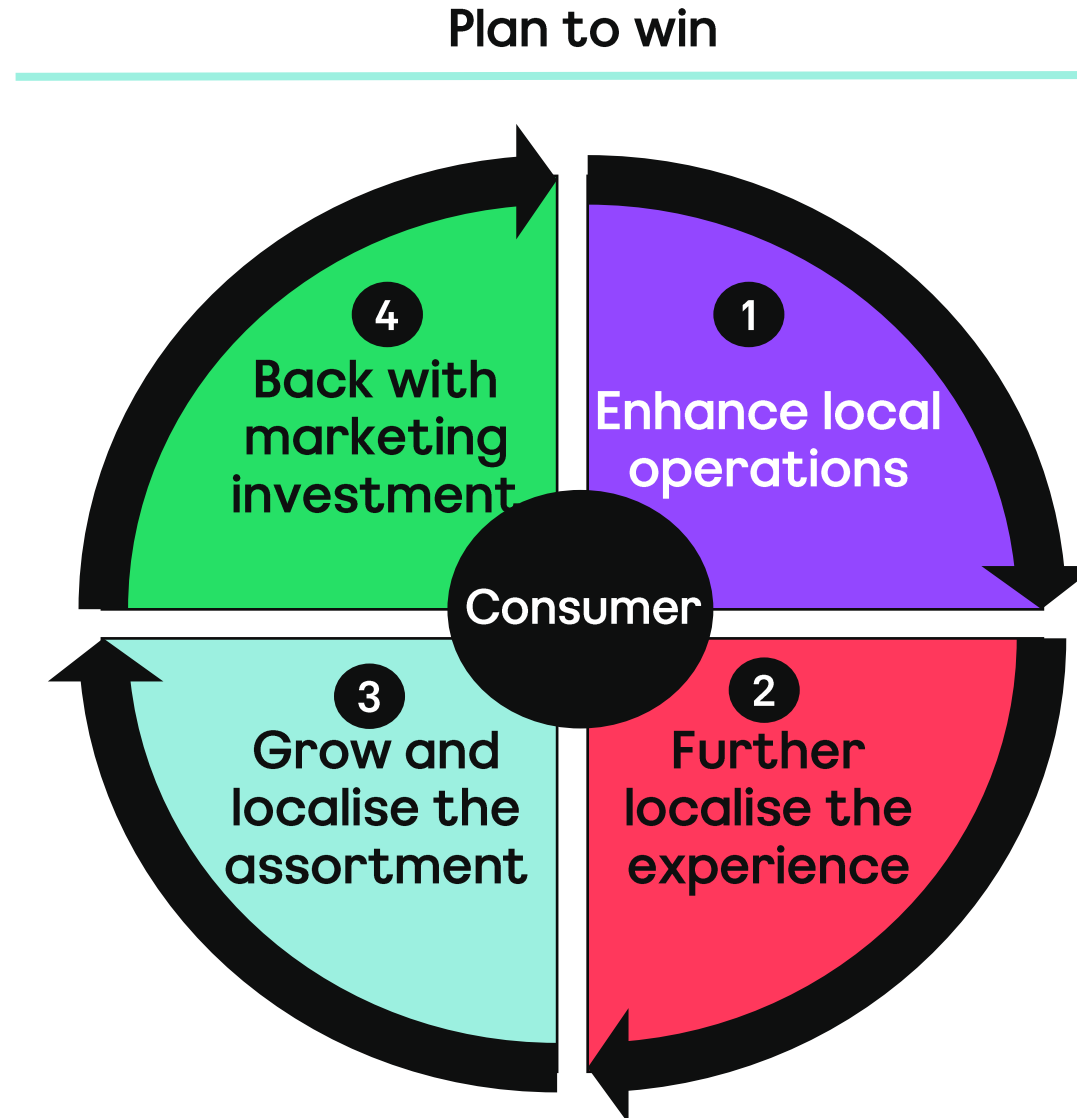 Plan to win
1
Enhance local
operations
2
Further
localise the
experience
3
Grow and
localise the
assortment
4
Back with
marketing
investment
Consumer